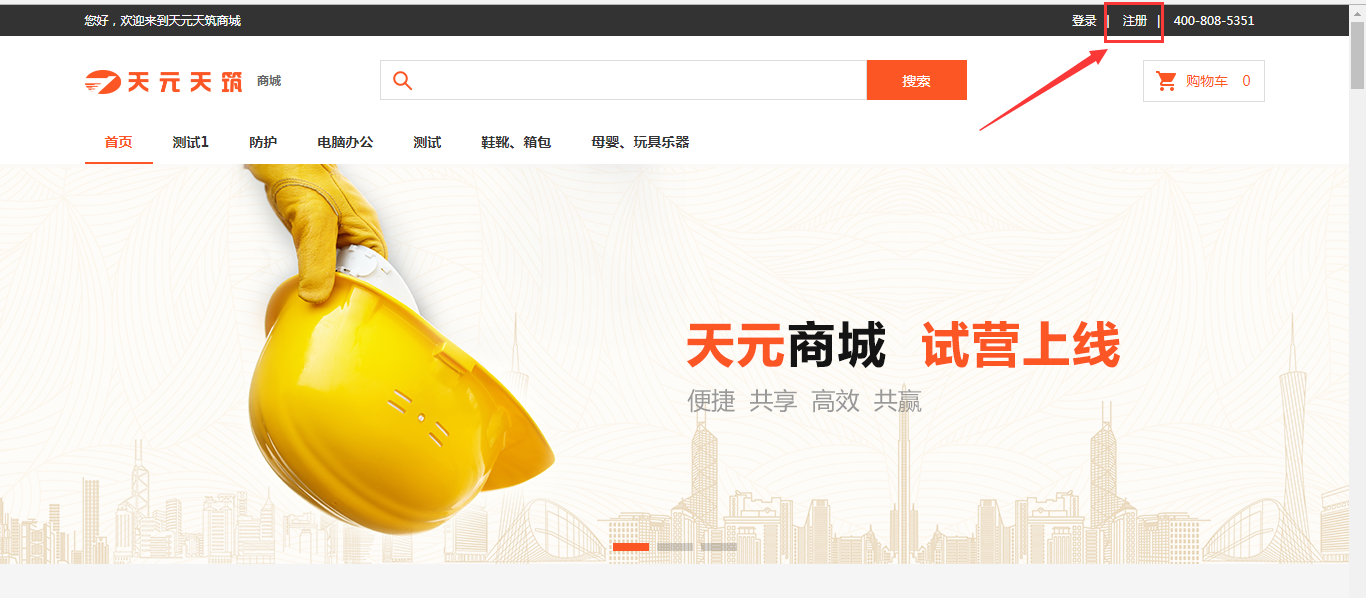 您好，欢迎来到天元天筑商城
登录 | 注册 | 400-808-5351
天元天筑 商城
搜索
购物车 0
首页 测试1 防护 电脑办公 测试 鞋靴、箱包 母婴、玩具乐器
天元商城 试营上线
便捷 共享 高效 共赢